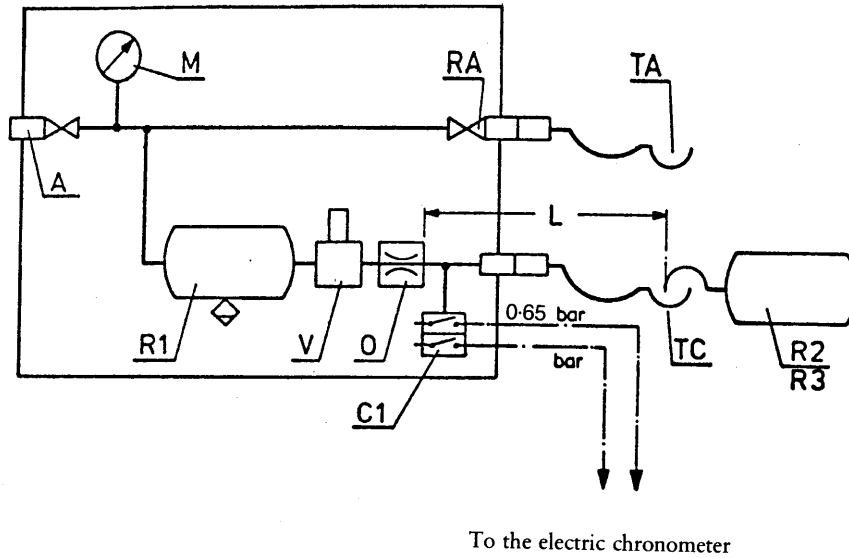 M
RA
TA
A
L
0·65 bar
bar
R1
V
O
C1
TC
R2
R3
To the electric chronometer